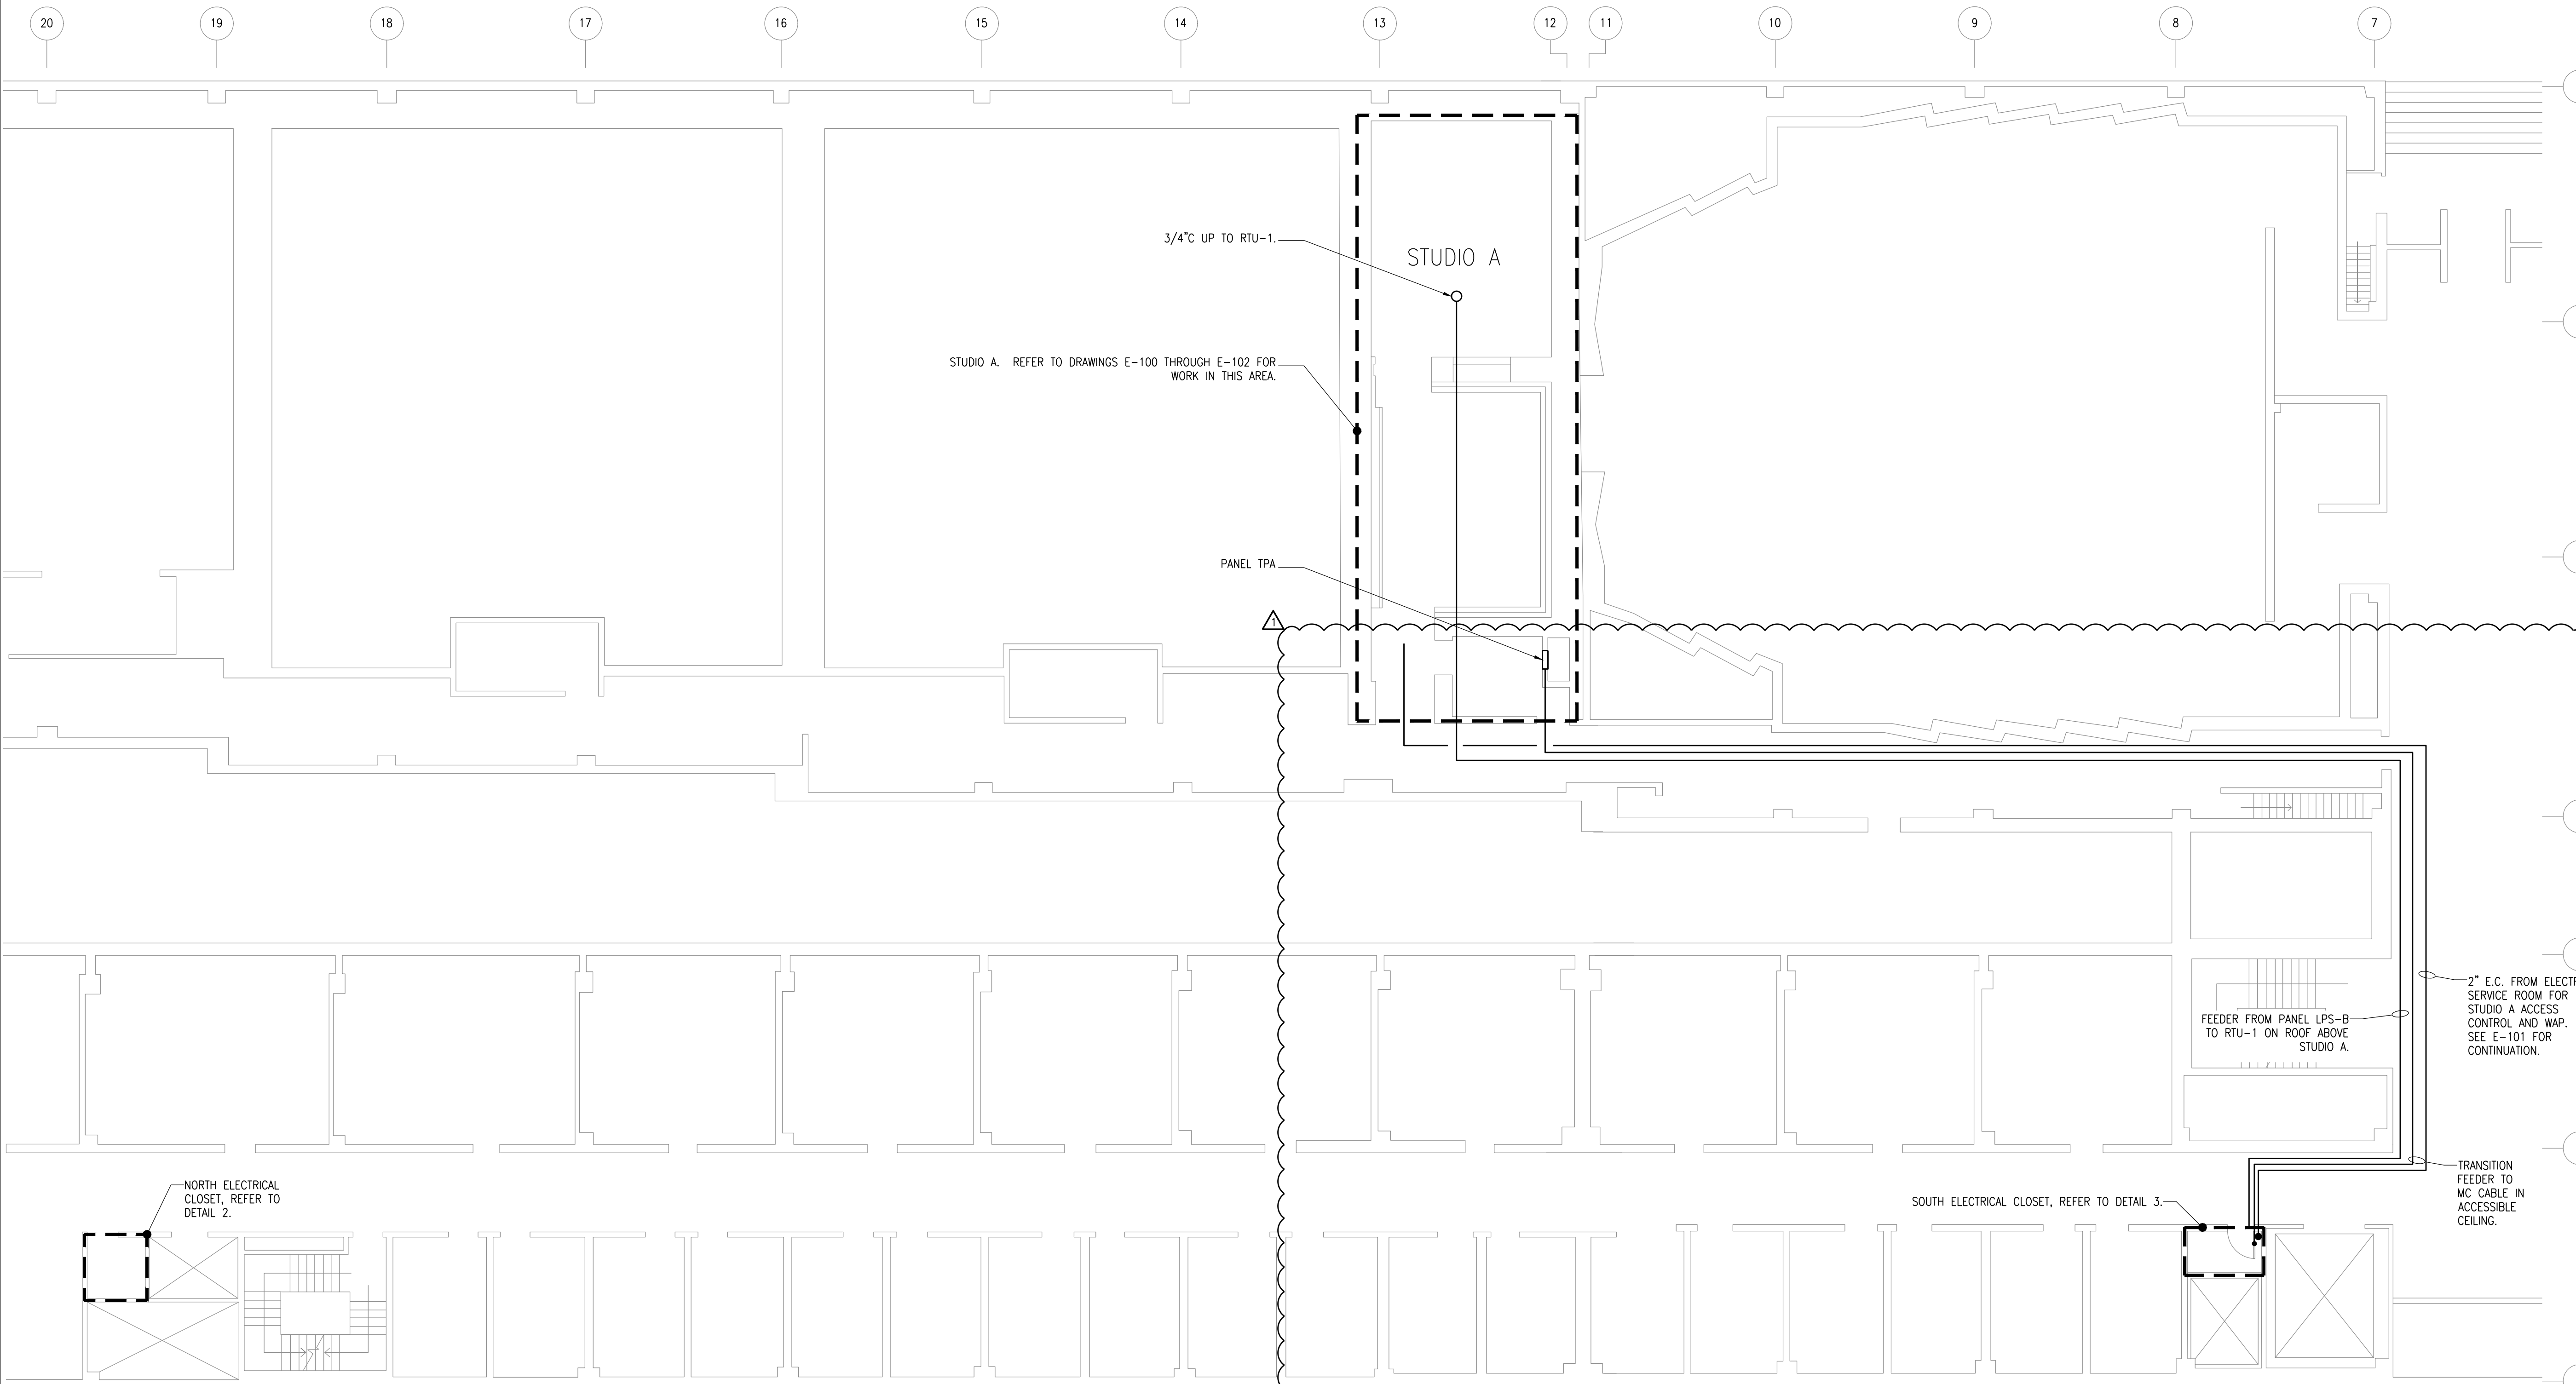 20
19
18
17
16
15
14
13
12
11
10
9
8
7
3/4"C UP TO RTU-1.
STUDIO A
STUDIO A. REFER TO DRAWINGS E-100 THROUGH E-102 FOR
WORK IN THIS AREA.
PANEL TPA
1
2" E.C. FROM
SERVICE ROOM FOR
STUDIO A ACCESS
CONTROL AND WAP.
SEE E-101 FOR
CONTINUATION.
FEEDER FROM PANEL LPS-B
TO RTU-1 ON ROOF ABOVE
STUDIO A.
TRANSITION
FEEDER TO
MC CABLE IN
ACCESSIBLE
CEILING.
NORTH ELECTRICAL
CLOSET, REFER TO
DETAIL 2.
SOUTH ELECTRICAL CLOSET, REFER TO DETAIL 3.